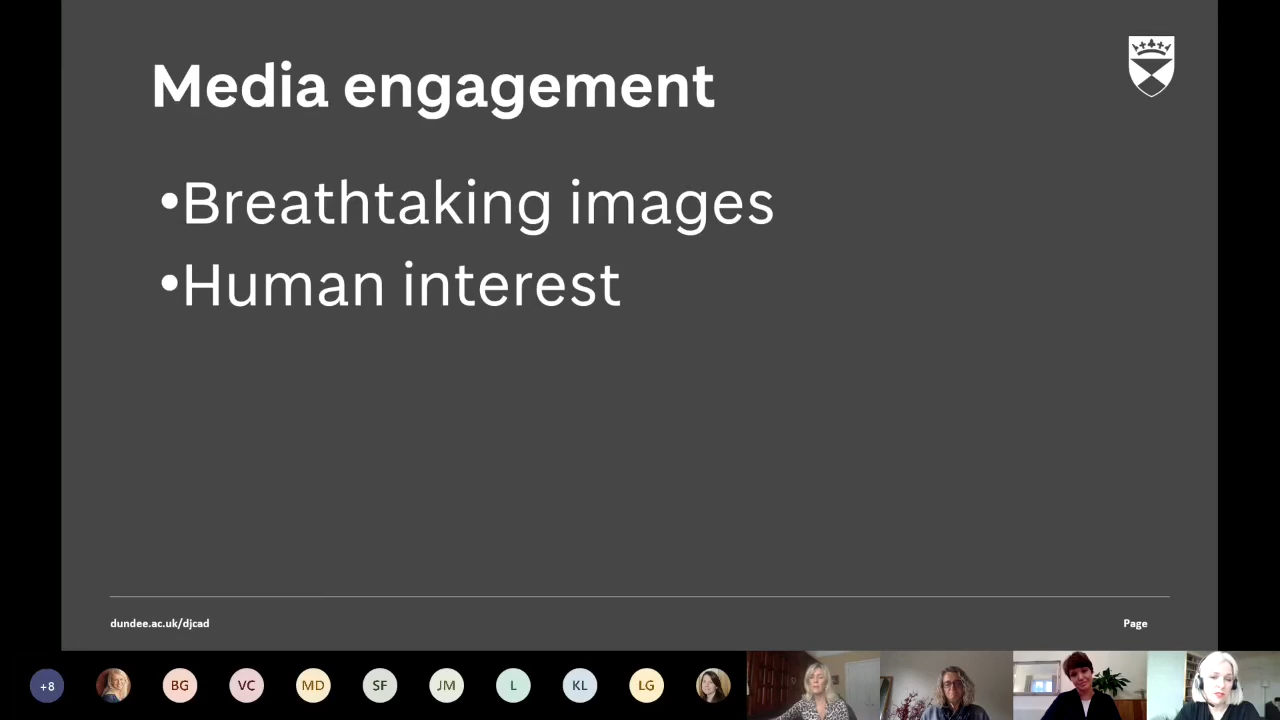 Media engagement
•Breathtaking images
•Human interest
dundee.ac.uk/djcad
Page
+8
BG
VC
MD
SF
JM
L
KL
LG